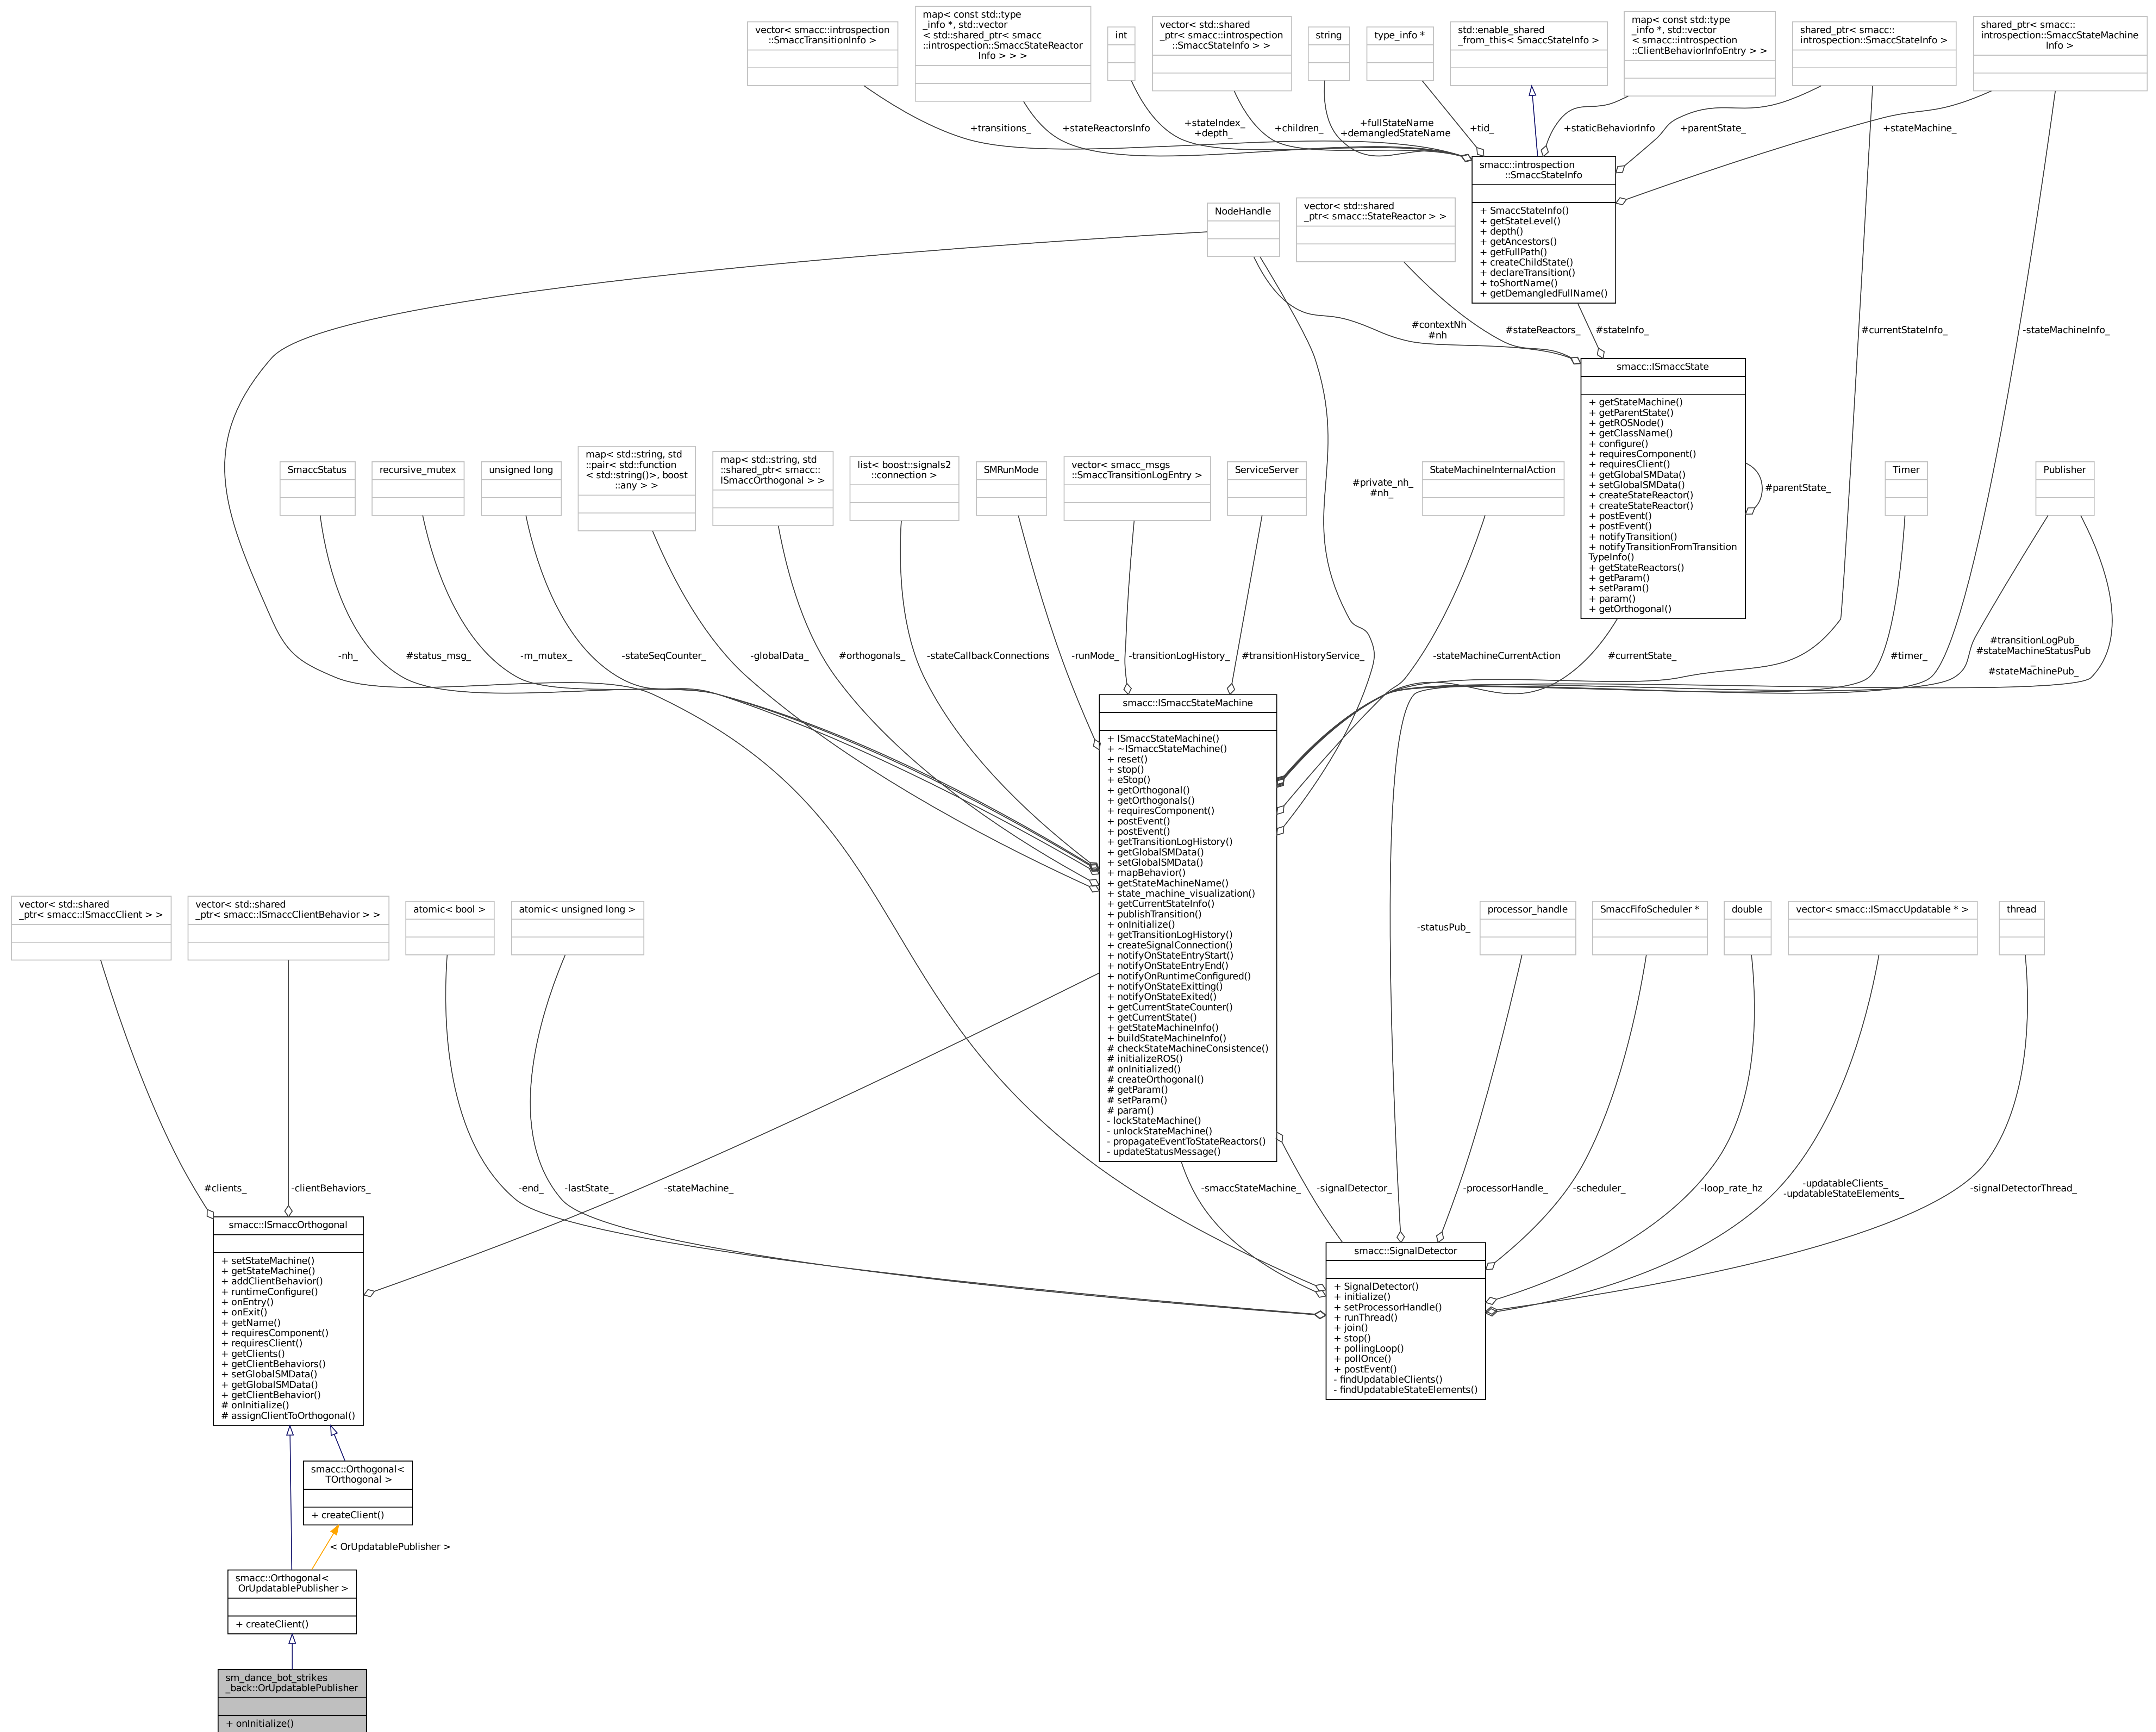 vector< smacc::introspection
::SmaccTransitionInfo >
map< const std::type
_info *, std::vector
< std::shared_ptr< smacc
::introspection::SmaccStateReactor
Info > > >
int
vector< std::shared
_ptr< smacc::introspection
::SmaccStateInfo > >
string
type_info *
std::enable_shared
_from_this< SmaccStateInfo >
map< const std::type
_info *, std::vector
< smacc::introspection
::ClientBehaviorInfoEntry > >
shared_ptr< smacc::
introspection::SmaccStateInfo >
shared_ptr< smacc::
introspection::SmaccStateMachine
Info >
+transitions_
+stateReactorsInfo
+stateIndex_
+depth_
+children_
+fullStateName
+demangledStateName
+tid_
+staticBehaviorInfo
+parentState_
+stateMachine_
smacc::introspection
::SmaccStateInfo
+ SmaccStateInfo()
+ getStateLevel()
+ depth()
+ getAncestors()
+ getFullPath()
+ createChildState()
+ declareTransition()
+ toShortName()
+ getDemangledFullName()
NodeHandle
vector< std::shared
_ptr< smacc::StateReactor > >
#contextNh
#nh
#stateReactors_
#stateInfo_
#currentStateInfo_
-stateMachineInfo_
smacc::ISmaccState
+ getStateMachine()
+ getParentState()
+ getROSNode()
+ getClassName()
+ configure()
+ requiresComponent()
+ requiresClient()
+ getGlobalSMData()
+ setGlobalSMData()
+ createStateReactor()
+ createStateReactor()
+ postEvent()
+ postEvent()
+ notifyTransition()
+ notifyTransitionFromTransition
TypeInfo()
+ getStateReactors()
+ getParam()
+ setParam()
+ param()
+ getOrthogonal()
#parentState_
SmaccStatus
recursive_mutex
unsigned long
map< std::string, std
::pair< std::function
< std::string()>, boost
::any > >
map< std::string, std
::shared_ptr< smacc::
ISmaccOrthogonal > >
list< boost::signals2
::connection >
SMRunMode
vector< smacc_msgs
::SmaccTransitionLogEntry >
ServiceServer
#private_nh_
#nh_
StateMachineInternalAction
Timer
Publisher
-nh_
#status_msg_
-m_mutex_
-stateSeqCounter_
-globalData_
#orthogonals_
-stateCallbackConnections
-runMode_
-transitionLogHistory_
#transitionHistoryService_
-stateMachineCurrentAction
#currentState_
#timer_
#transitionLogPub_
#stateMachineStatusPub
_
#stateMachinePub_
smacc::ISmaccStateMachine
+ ISmaccStateMachine()
+ ~ISmaccStateMachine()
+ reset()
+ stop()
+ eStop()
+ getOrthogonal()
+ getOrthogonals()
+ requiresComponent()
+ postEvent()
+ postEvent()
+ getTransitionLogHistory()
+ getGlobalSMData()
+ setGlobalSMData()
+ mapBehavior()
+ getStateMachineName()
+ state_machine_visualization()
+ getCurrentStateInfo()
+ publishTransition()
+ onInitialize()
+ getTransitionLogHistory()
+ createSignalConnection()
+ notifyOnStateEntryStart()
+ notifyOnStateEntryEnd()
+ notifyOnRuntimeConfigured()
+ notifyOnStateExitting()
+ notifyOnStateExited()
+ getCurrentStateCounter()
+ getCurrentState()
+ getStateMachineInfo()
+ buildStateMachineInfo()
# checkStateMachineConsistence()
# initializeROS()
# onInitialized()
# createOrthogonal()
# getParam()
# setParam()
# param()
- lockStateMachine()
- unlockStateMachine()
- propagateEventToStateReactors()
- updateStatusMessage()
vector< std::shared
_ptr< smacc::ISmaccClient > >
vector< std::shared
_ptr< smacc::ISmaccClientBehavior > >
atomic< bool >
atomic< unsigned long >
-statusPub_
processor_handle
SmaccFifoScheduler *
double
vector< smacc::ISmaccUpdatable * >
thread
#clients_
-clientBehaviors_
-end_
-lastState_
-stateMachine_
-smaccStateMachine_
-signalDetector_
-processorHandle_
-scheduler_
-loop_rate_hz
-updatableClients_
-updatableStateElements_
-signalDetectorThread_
smacc::ISmaccOrthogonal
+ setStateMachine()
+ getStateMachine()
+ addClientBehavior()
+ runtimeConfigure()
+ onEntry()
+ onExit()
+ getName()
+ requiresComponent()
+ requiresClient()
+ getClients()
+ getClientBehaviors()
+ setGlobalSMData()
+ getGlobalSMData()
+ getClientBehavior()
# onInitialize()
# assignClientToOrthogonal()
smacc::SignalDetector
+ SignalDetector()
+ initialize()
+ setProcessorHandle()
+ runThread()
+ join()
+ stop()
+ pollingLoop()
+ pollOnce()
+ postEvent()
- findUpdatableClients()
- findUpdatableStateElements()
smacc::Orthogonal<
TOrthogonal >
+ createClient()
< OrUpdatablePublisher >
smacc::Orthogonal<
OrUpdatablePublisher >
+ createClient()
sm_dance_bot_strikes
_back::OrUpdatablePublisher
+ onInitialize()